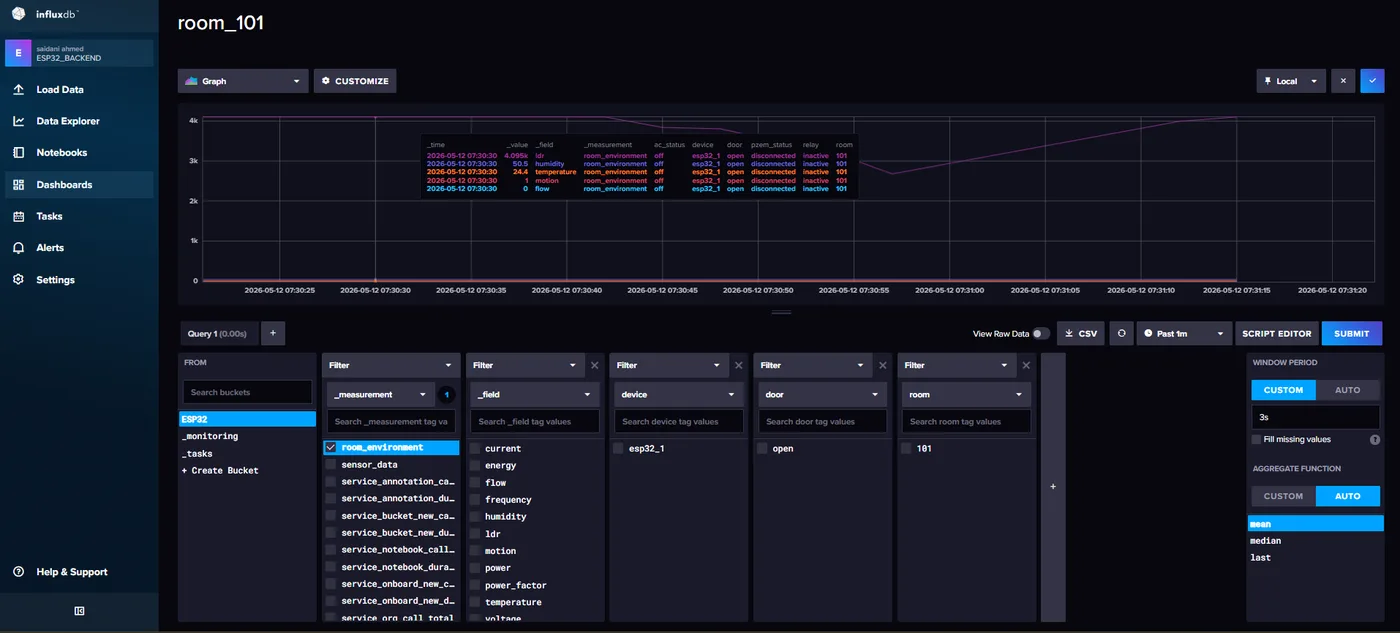 influxdb
saidani ahmed
ESP32_BACKEND
Load Data
Data Explorer
Notebooks
Dashboards
Tasks
Alerts
Settings
Help & Support
room_101
Graph
CUSTOMIZE
Local
4k
3k
2k
1k
0
_time _value _field _measurement ac_status device door pzem_status relay room
2026-05-12 07:30:30 4.095k ldr room_environment off esp32_1 open disconnected inactive 101
2026-05-12 07:30:30 50.5 humidity room_environment off esp32_1 open disconnected inactive 101
2026-05-12 07:30:30 24.4 temperature room_environment off esp32_1 open disconnected inactive 101
2026-05-12 07:30:30 1 motion room_environment off esp32_1 open disconnected inactive 101
2026-05-12 07:30:30 0 flow room_environment off esp32_1 open disconnected inactive 101
2026-05-12 07:30:25 2026-05-12 07:30:30 2026-05-12 07:30:35 2026-05-12 07:30:40 2026-05-12 07:30:45 2026-05-12 07:30:50 2026-05-12 07:30:55 2026-05-12 07:31:00 2026-05-12 07:31:05 2026-05-12 07:31:10 2026-05-12 07:31:15 2026-05-12 07:31:20
Query 1 (0.00s)
+
View Raw Data
CSV
Past 1m
SCRIPT EDITOR
SUBMIT
FROM
Search buckets
ESP32
_monitoring
_tasks
+ Create Bucket
Filter
_measurement
1
Search _measurement tag va
room_environment
sensor_data
service_annotation_ca...
service_annotation_du...
service_bucket_new_ca...
service_bucket_new_du...
service_notebook_call...
service_notebook_dura...
service_onboard_new_c...
service_onboard_new_d...
service_org_call_total
Filter
_field
Search _field tag values
current
energy
flow
frequency
humidity
ldr
motion
power
power_factor
temperature
voltage
Filter
device
Search device tag values
esp32_1
Filter
door
Search door tag values
open
Filter
room
Search room tag values
101
+
WINDOW PERIOD
CUSTOM
AUTO
3s
Fill missing values
?
AGGREGATE FUNCTION
CUSTOM
AUTO
mean
median
last
E